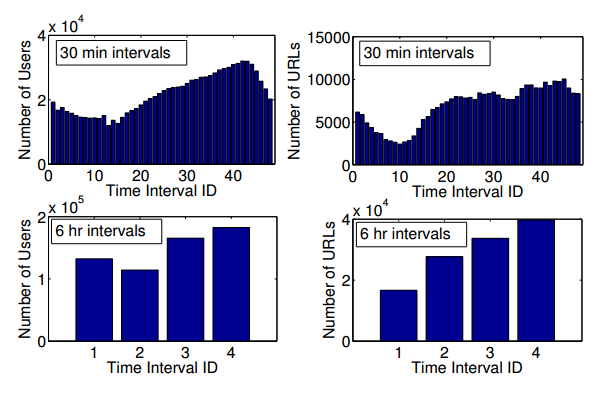 x 10^4
4
2
0
Number of Users
30 min intervals
0 10 20 30 40
Time Interval ID
15000
10000
5000
0
Number of URLs
30 min intervals
0 10 20 30 40
Time Interval ID
x 10^5
2
1
0
Number of Users
6 hr intervals
1 2 3 4
Time Interval ID
x 10^4
4
2
0
Number of URLs
6 hr intervals
1 2 3 4
Time Interval ID